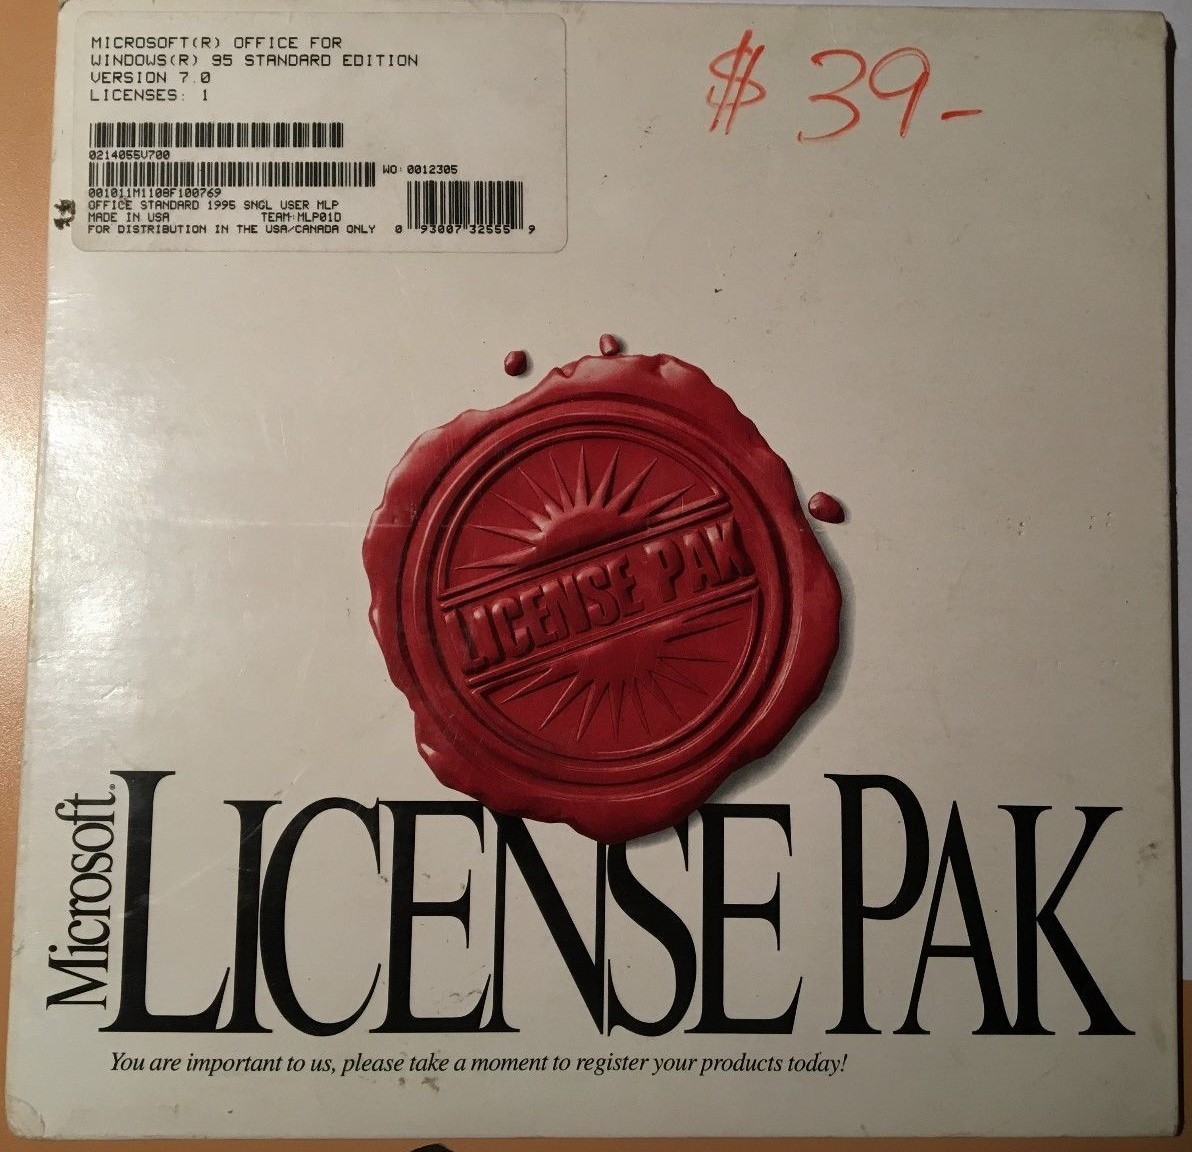 MICROSOFT(R) OFFICE FOR
WINDOWS(R) 95 STANDARD EDITION
VERSION 7.0
LICENSES: 1
0214055V700
WO: 0012305
001011M1108F100769
OFFICE STANDARD 1995 SNGL USER MLP
MADE IN USA TEAM: MLP01D
FOR DISTRIBUTION IN THE USA/CANADA ONLY
0 93007 32555 9
$ 39-
LICENSE PAK
Microsoft®
LICENSE PAK
You are important to us, please take a moment to register your products today!